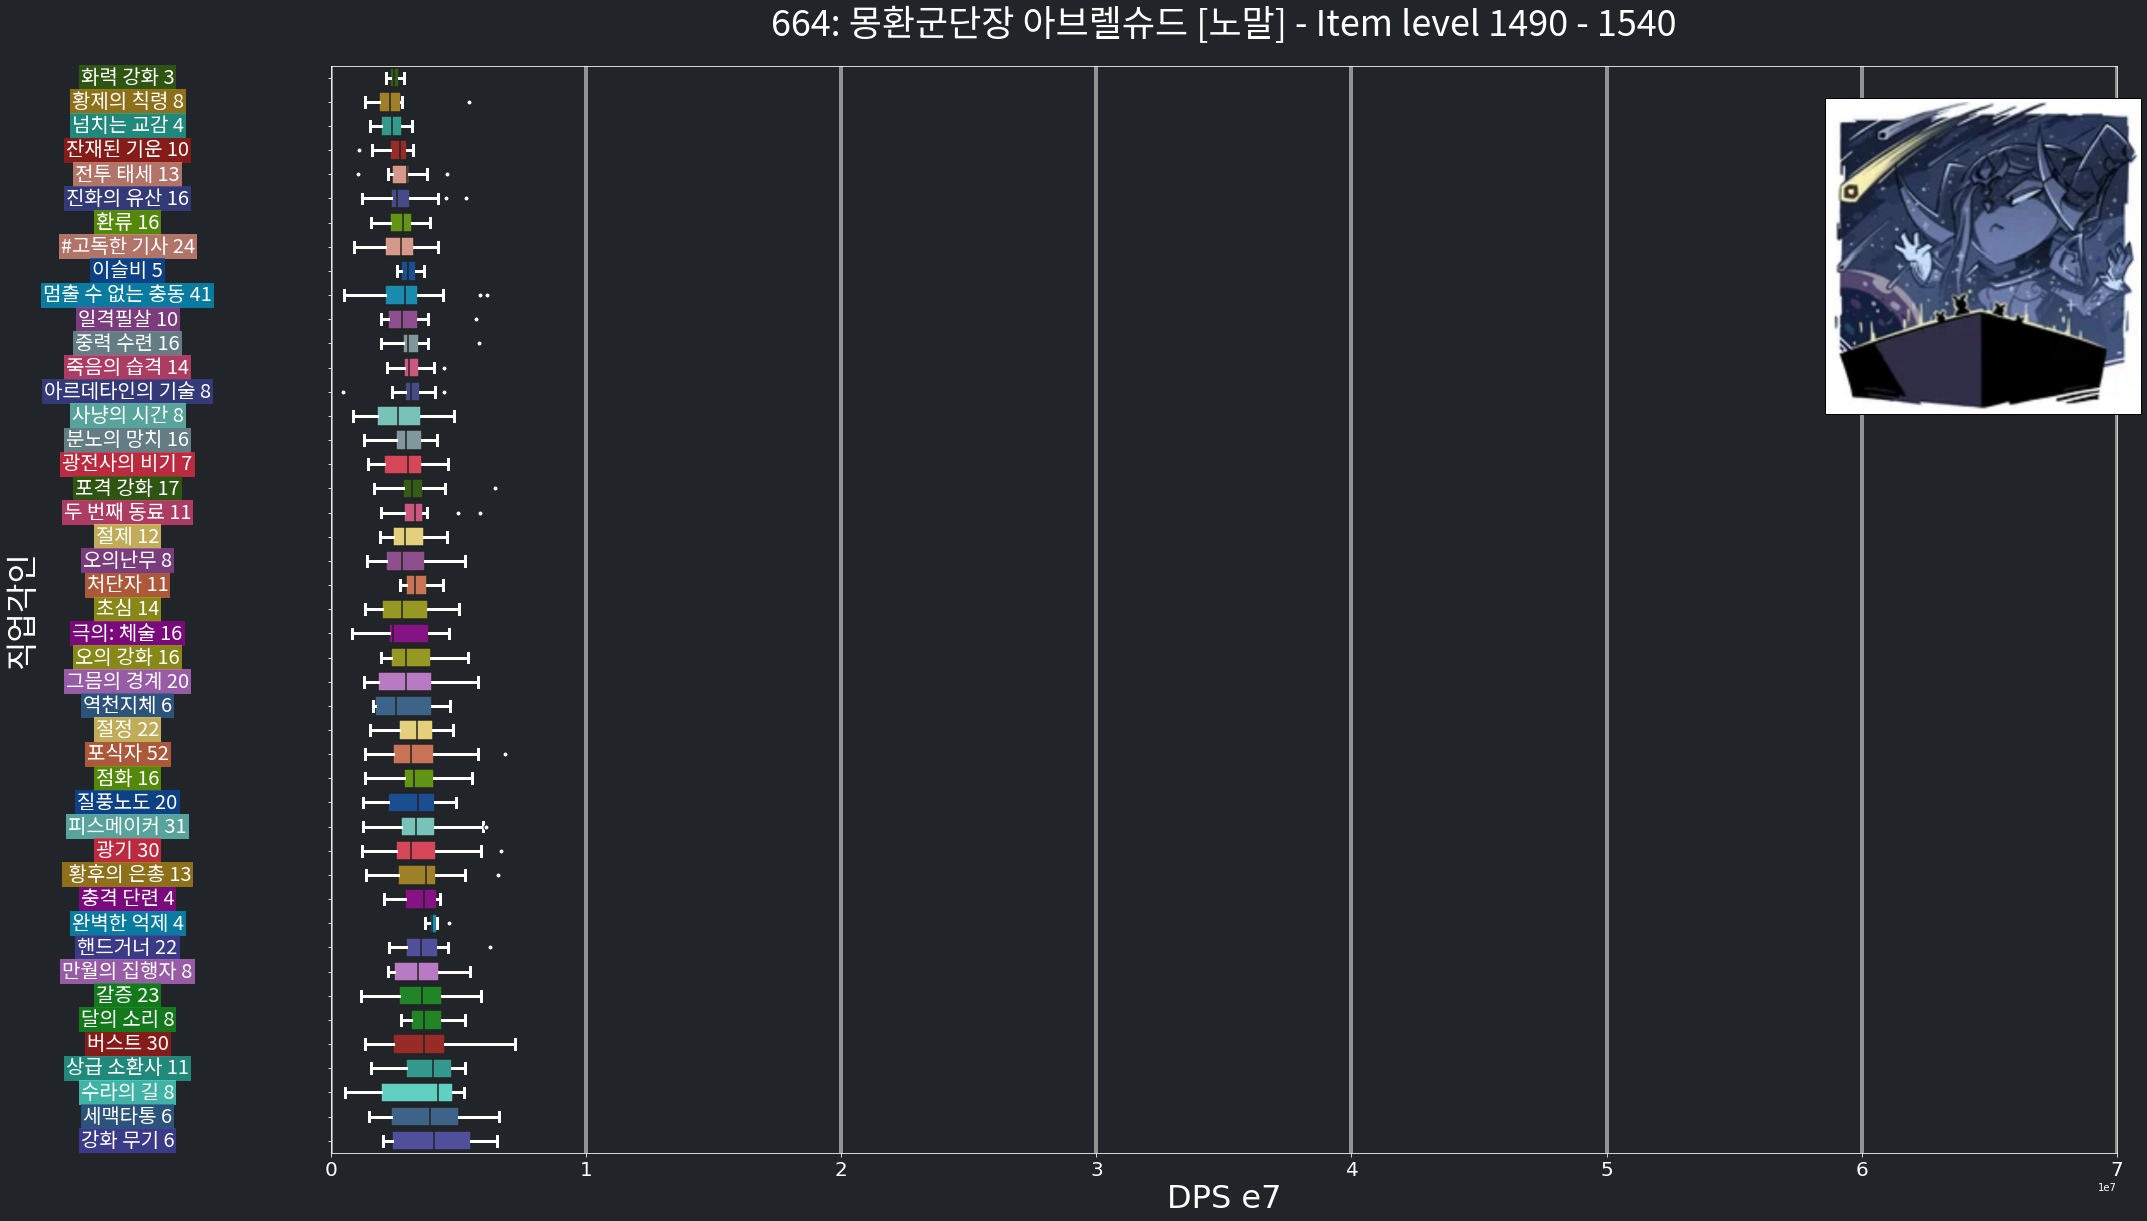 664: 몽환군단장 아브렐슈드 [노말] - Item level 1490 - 1540
화력 강화 3
황제의 칙령 8
넘치는 교감 4
잔재된 기운 10
전투 태세 13
진화의 유산 16
환류 16
#고독한 기사 24
이슬비 5
멈출 수 없는 충동 41
일격필살 10
중력 수련 16
죽음의 습격 14
아르데타인의 기술 8
사냥의 시간 8
분노의 망치 16
광전사의 비기 7
포격 강화 17
두 번째 동료 11
절제 12
오의난무 8
처단자 11
초심 14
극의: 체술 16
오의 강화 16
그믐의 경계 20
역천지체 6
절정 22
포식자 52
점화 16
질풍노도 20
피스메이커 31
광기 30
황후의 은총 13
충격 단련 4
완벽한 억제 4
핸드거너 22
만월의 집행자 8
갈증 23
달의 소리 8
버스트 30
상급 소환사 11
수라의 길 8
세맥타통 6
강화 무기 6
직업각인
0 1 2 3 4 5 6 7
1e7
DPS e7